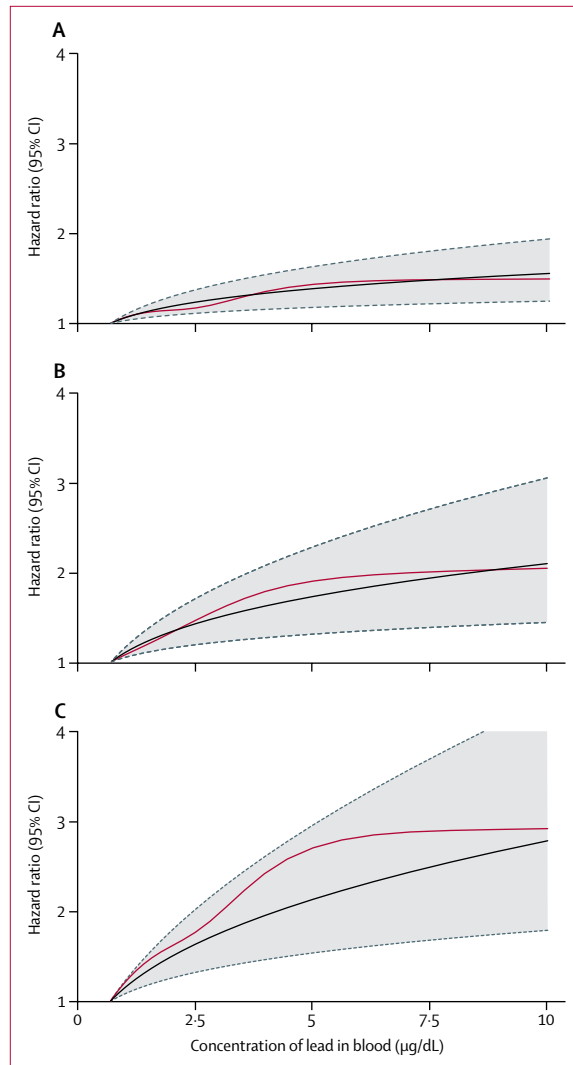 A
4
3
2
1
Hazard ratio (95% CI)
0
B
4
3
2
1
Hazard ratio (95% CI)
C
4
3
2
1
Hazard ratio (95% CI)
0
2·5
5
7·5
10
Concentration of lead in blood (µg/dL)